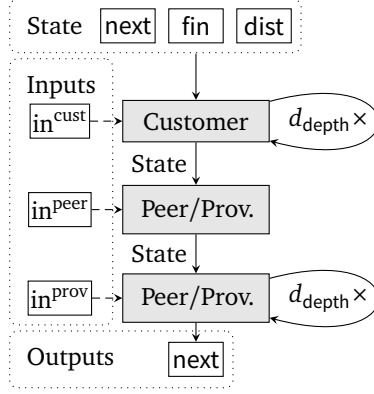 State next fin dist
Inputs
in^cust Customer d_depth ×
State
in^peer Peer/Prov.
State
in^prov Peer/Prov. d_depth ×
Outputs next